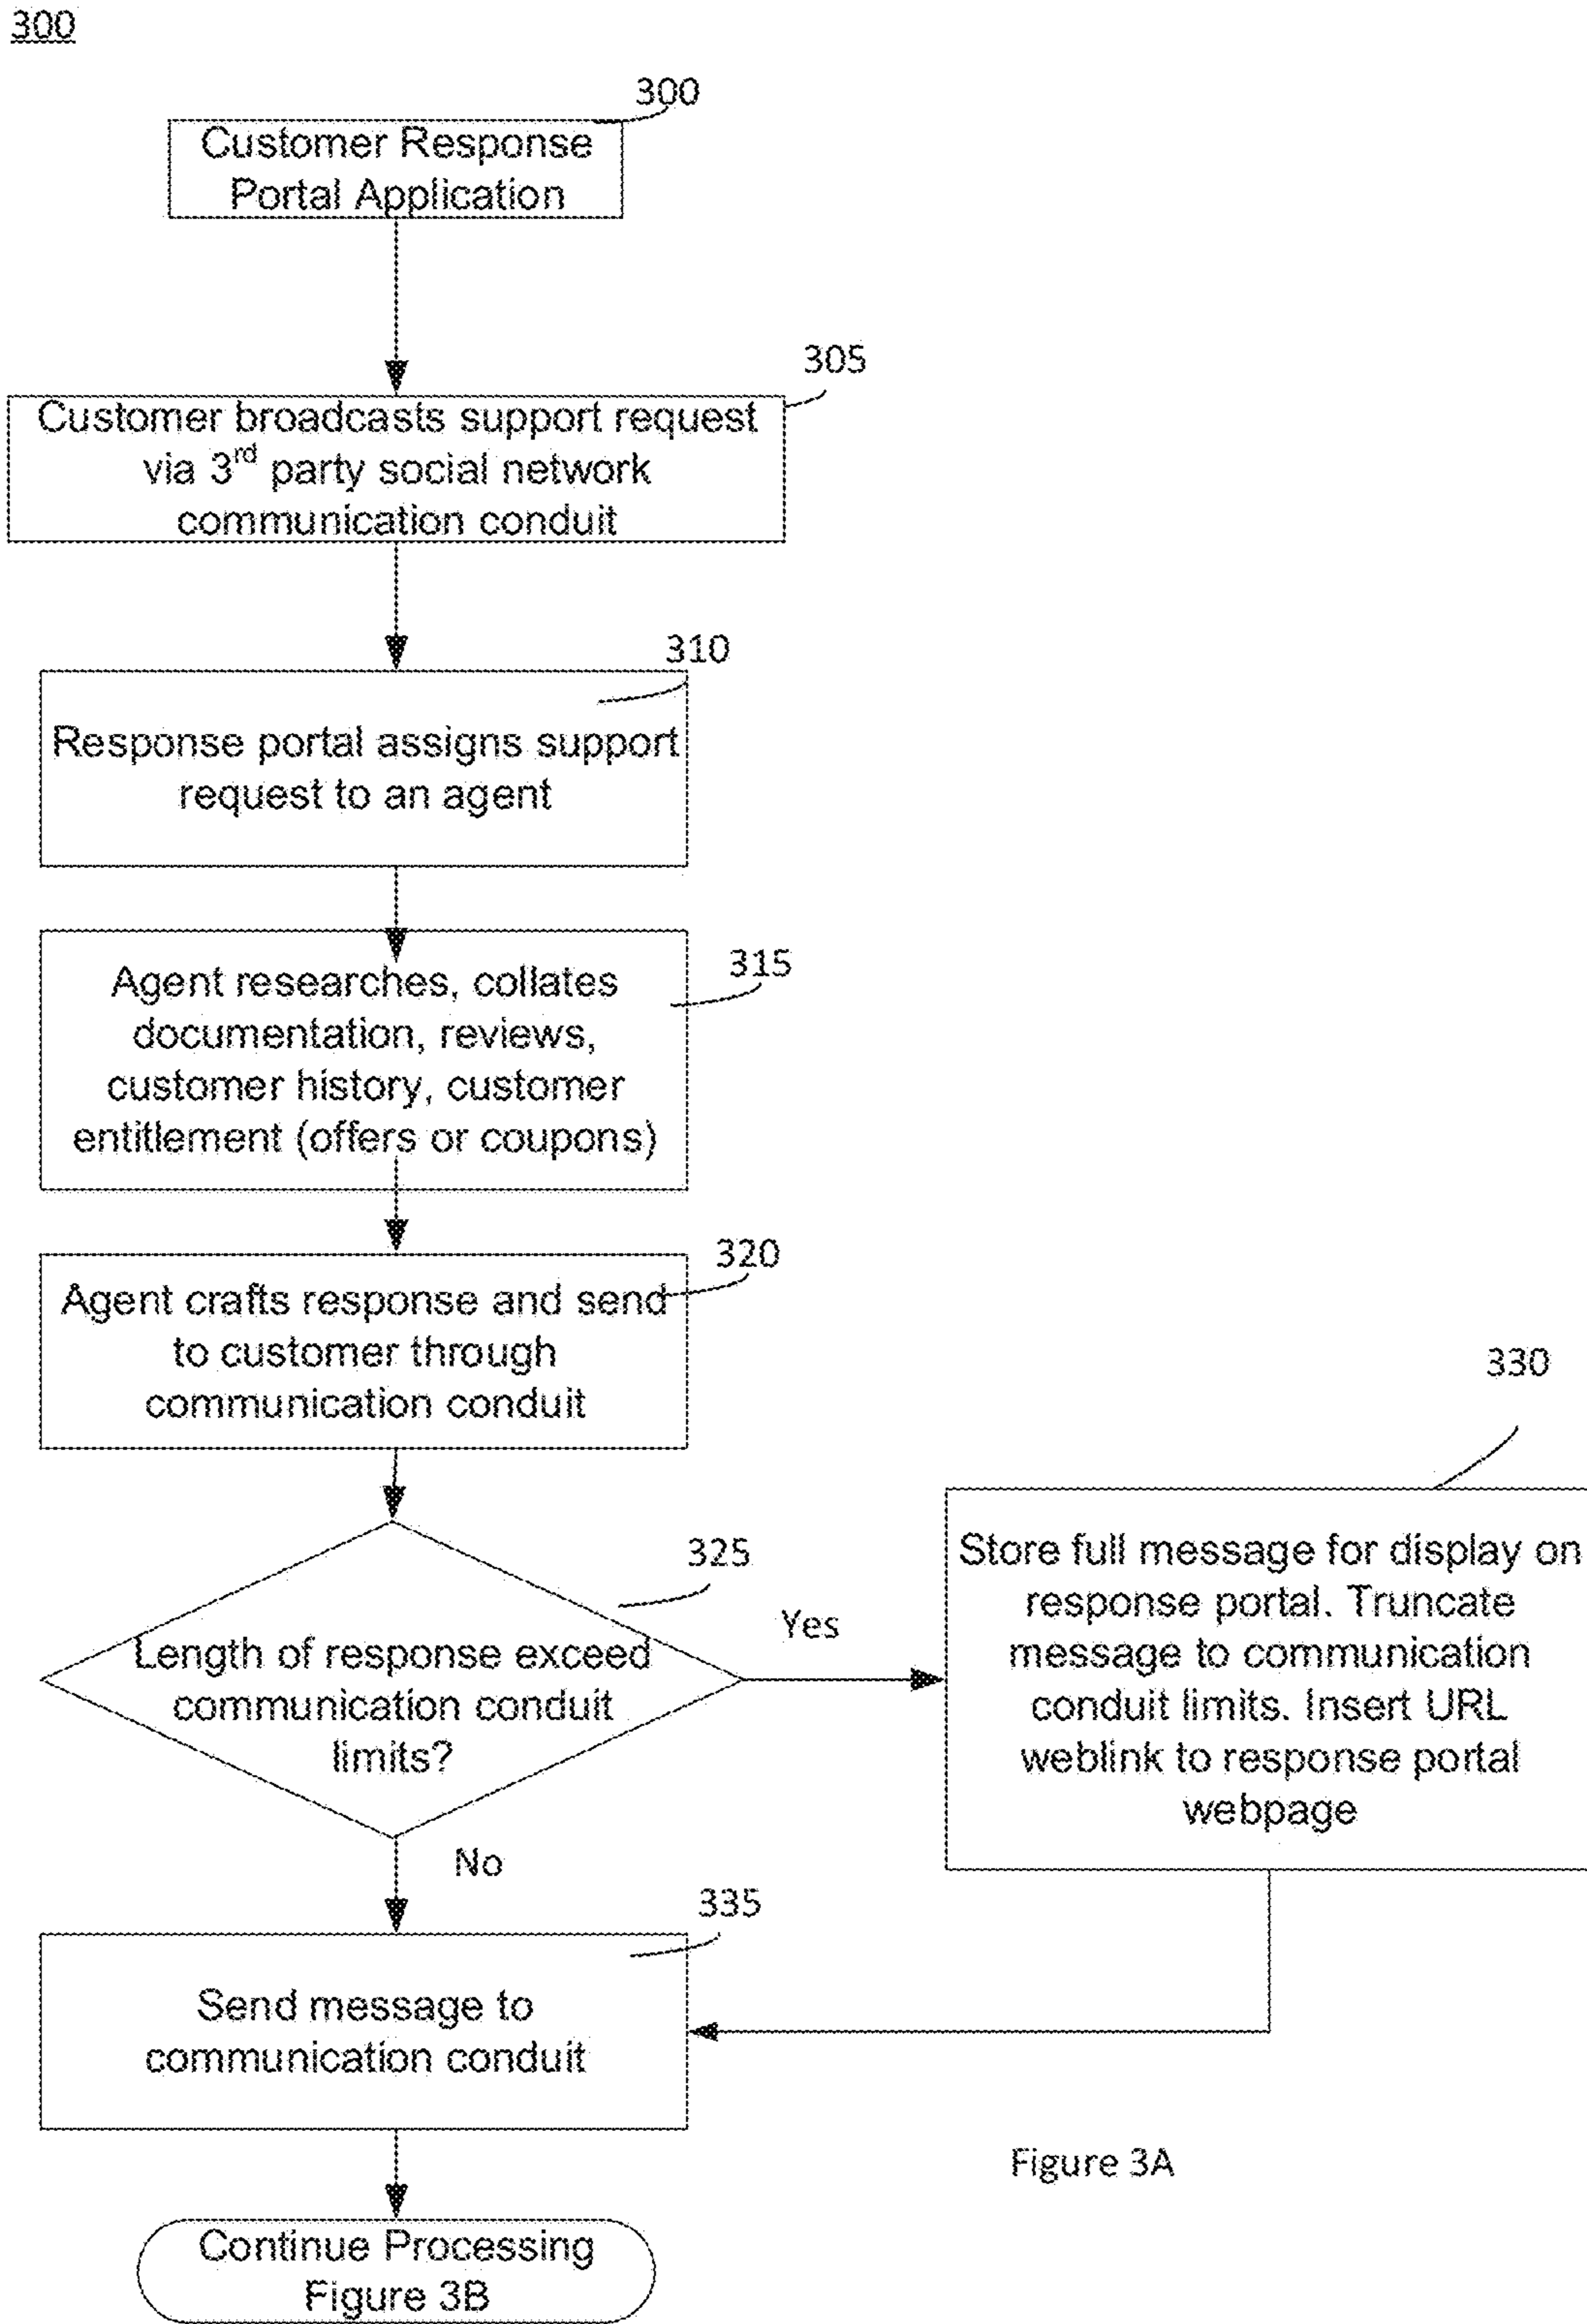 300
300
Customer Response
Portal Application
305
Customer broadcasts support request
via 3rd party social network
communication conduit
310
Response portal assigns support
request to an agent
315
Agent researches, collates
documentation, reviews,
customer history, customer
entitlement (offers or coupons)
320
Agent crafts response and send
to customer through
communication conduit
325
Length of response exceed
communication conduit
limits?
Yes
330
Store full message for display on
response portal. Truncate
message to communication
conduit limits. Insert URL
weblink to response portal
webpage
No
335
Send message to
communication conduit
Figure 3A
Continue Processing
Figure 3B